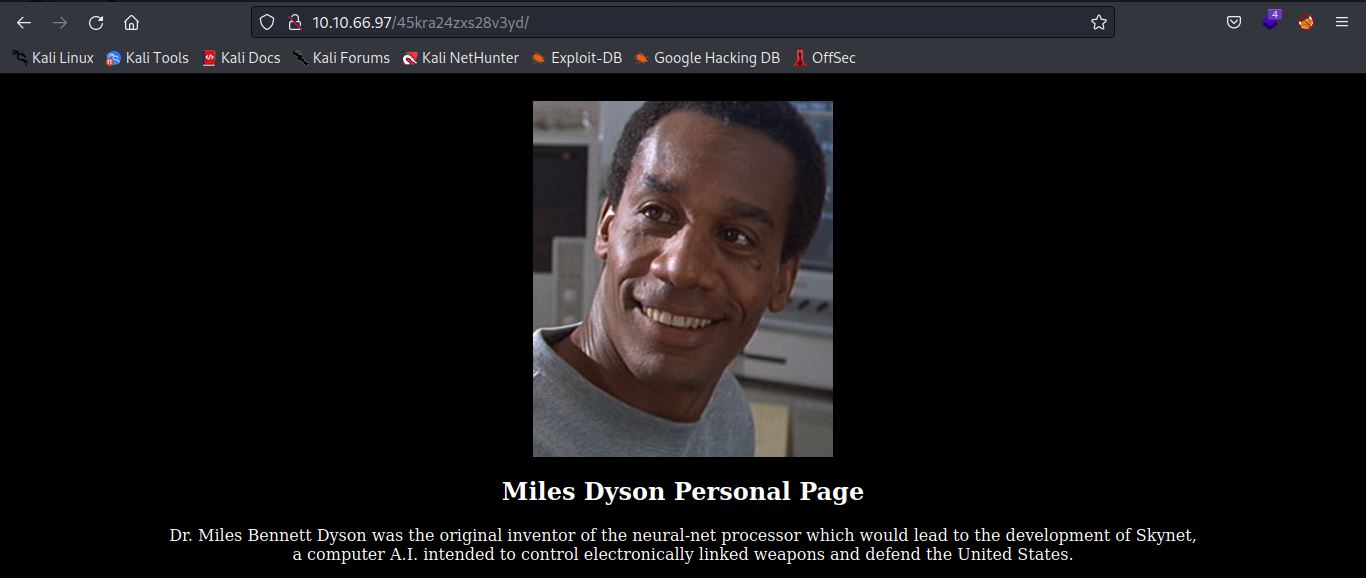 4
10.10.66.97/45kra24zxs28v3yd/
Kali Linux Kali Tools Kali Docs Kali Forums Kali NetHunter Exploit-DB Google Hacking DB OffSec
Miles Dyson Personal Page
Dr. Miles Bennett Dyson was the original inventor of the neural-net processor which would lead to the development of Skynet,
a computer A.I. intended to control electronically linked weapons and defend the United States.